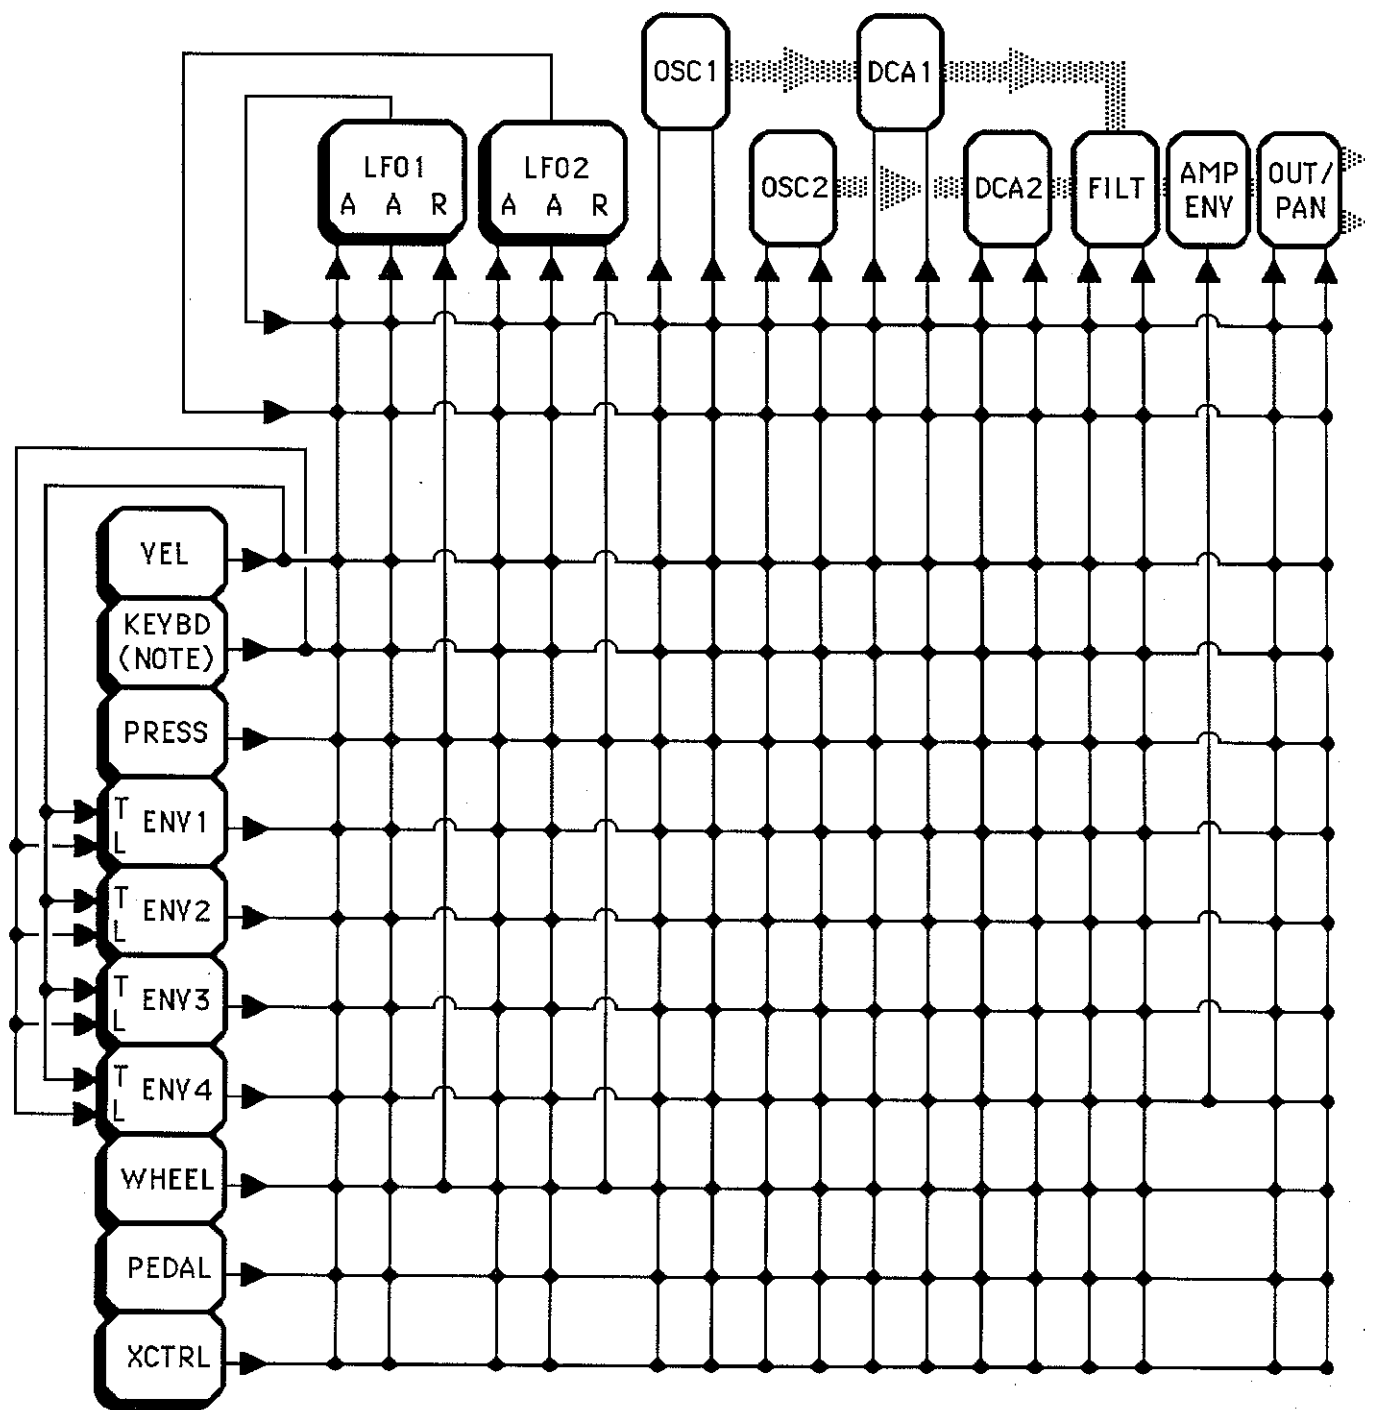 OSC1
DCA1
LFO1
A A R
LFO2
A A R
OSC2
DCA2
FILT
AMP
ENV
OUT/
PAN
VEL
KEYBD
(NOTE)
PRESS
T
ENV1
L
T
ENV2
L
T
ENV3
L
T
ENV4
L
WHEEL
PEDAL
XCTRL